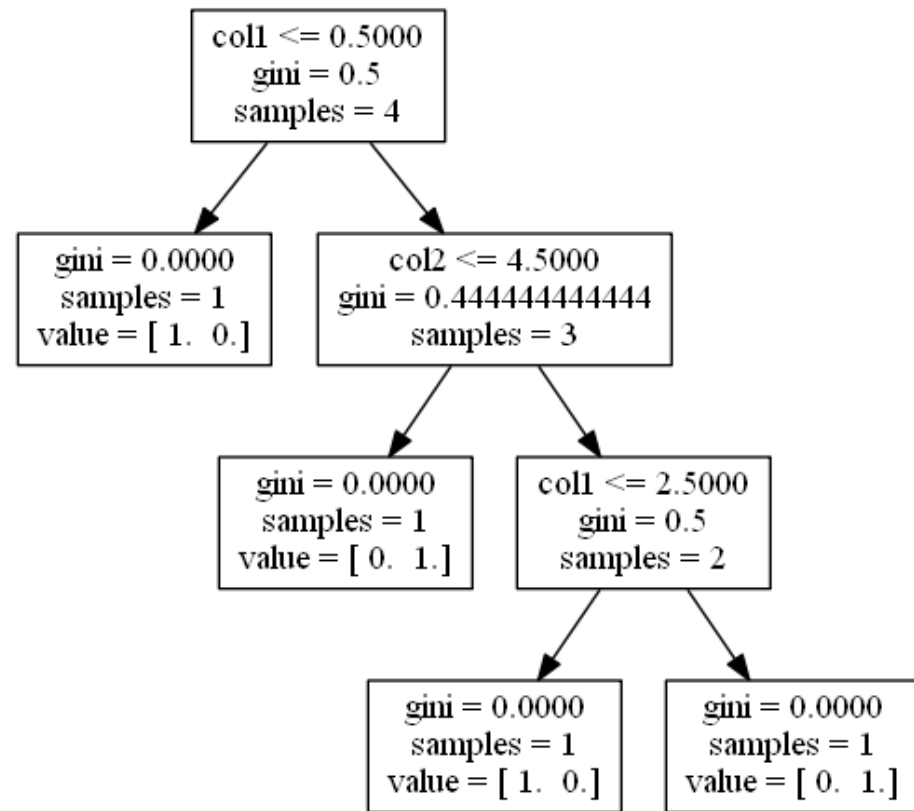 col1 <= 0.5000
gini = 0.5
samples = 4
gini = 0.0000
samples = 1
value = [ 1.  0.]
col2 <= 4.5000
gini = 0.444444444444
samples = 3
gini = 0.0000
samples = 1
value = [ 0.  1.]
col1 <= 2.5000
gini = 0.5
samples = 2
gini = 0.0000
samples = 1
value = [ 1.  0.]
gini = 0.0000
samples = 1
value = [ 0.  1.]